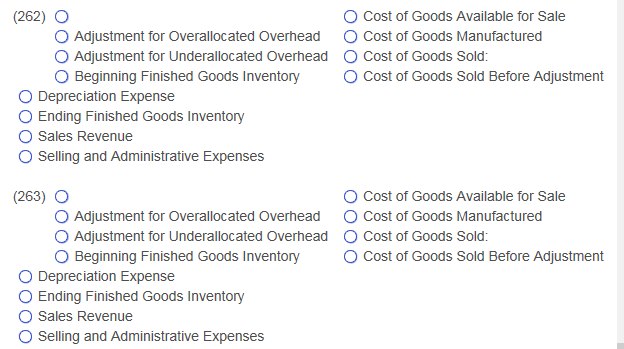 (262) Cost of Goods Available for Sale
Adjustment for Overallocated Overhead Cost of Goods Manufactured
Adjustment for Underallocated Overhead Cost of Goods Sold:
Beginning Finished Goods Inventory Cost of Goods Sold Before Adjustment
Depreciation Expense
Ending Finished Goods Inventory
Sales Revenue
Selling and Administrative Expenses
(263) Cost of Goods Available for Sale
Adjustment for Overallocated Overhead Cost of Goods Manufactured
Adjustment for Underallocated Overhead Cost of Goods Sold:
Beginning Finished Goods Inventory Cost of Goods Sold Before Adjustment
Depreciation Expense
Ending Finished Goods Inventory
Sales Revenue
Selling and Administrative Expenses